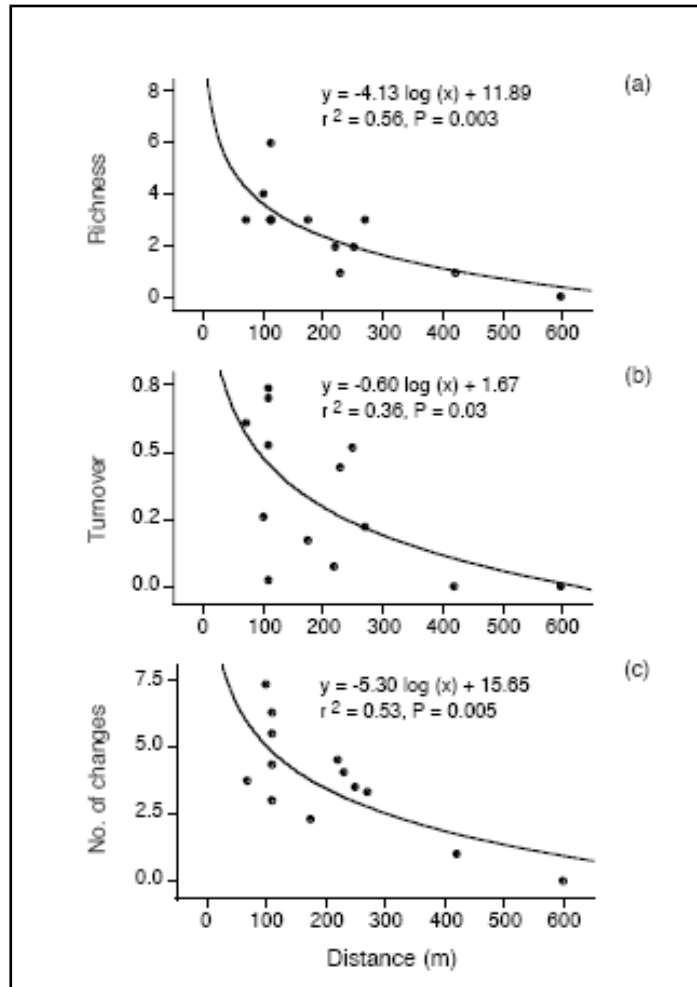 y = -4.13 log (x) + 11.89
(a)
r 2 = 0.56, P = 0.003
Richness
8
6
4
2
0
0 100 200 300 400 500 600
y = -0.60 log (x) + 1.67
(b)
r 2 = 0.36, P = 0.03
Turnover
0.8
0.5
0.2
0.0
0 100 200 300 400 500 600
y = -5.30 log (x) + 15.65
(c)
r 2 = 0.53, P = 0.005
No. of changes
7.5
5.0
2.5
0.0
0 100 200 300 400 500 600
Distance (m)